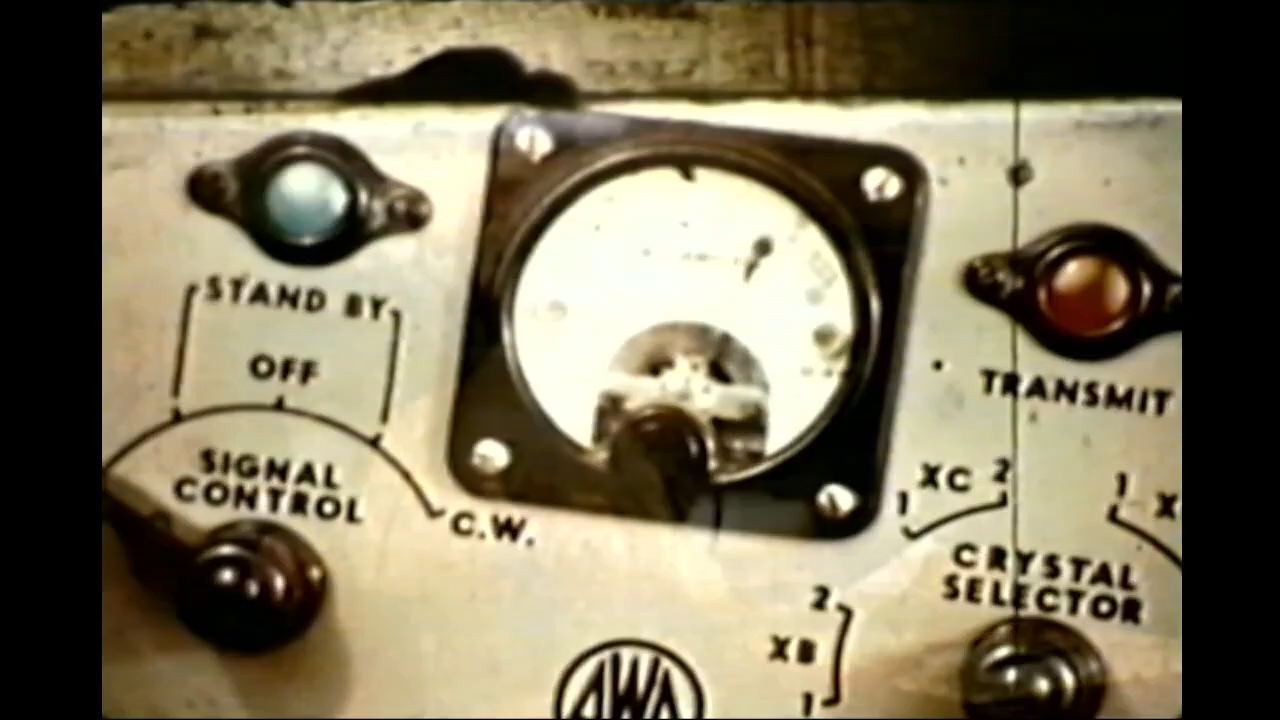 STAND BY
OFF
SIGNAL
CONTROL
C.W.
TRANSMIT
XC 2
1
1 X
CRYSTAL
SELECTOR
2
XB
1
AWA